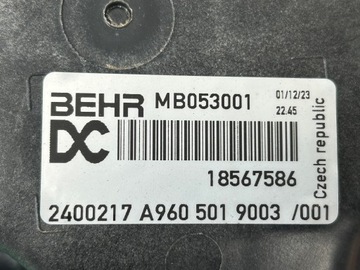 BEHR MB053001 01/12/23
22.45
DC
18567586
2400217 A960 501 9003 /001
Czech republic